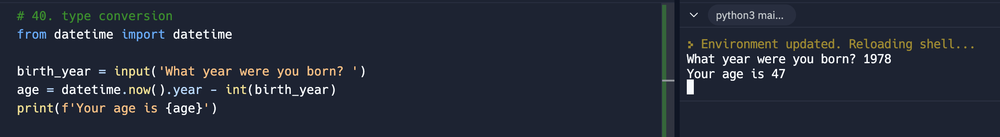 # 40. type conversion
from datetime import datetime
birth_year = input('What year were you born? ')
age = datetime.now().year - int(birth_year)
print(f'Your age is {age}')
python3 mai...
Environment updated. Reloading shell...
What year were you born? 1978
Your age is 47